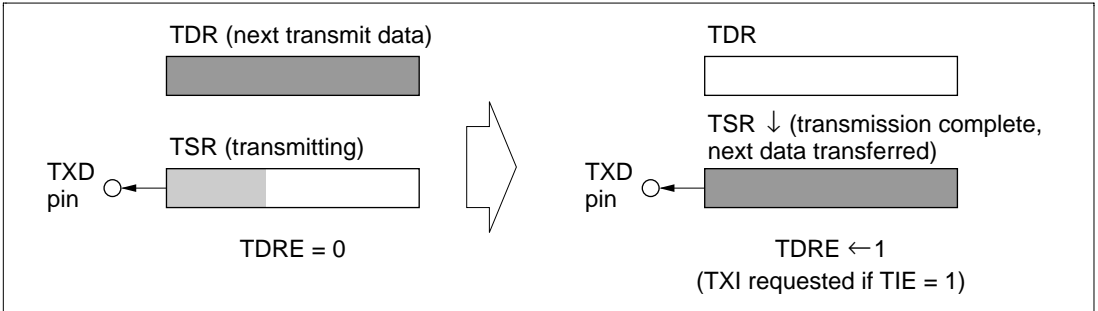 TDR (next transmit data)
TSR (transmitting)
TXD
pin
TDRE = 0
TDR
TSR ↓ (transmission complete,
next data transferred)
TXD
pin
TDRE ←1
(TXI requested if TIE = 1)